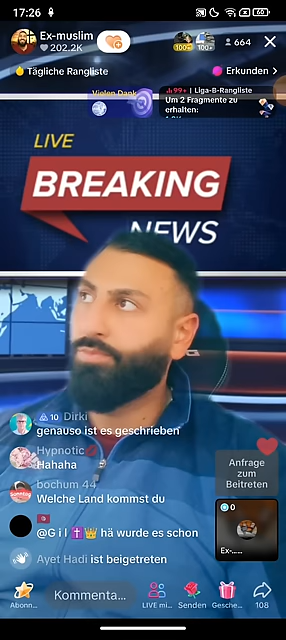 17:26
60
Ex-muslim
202.2K
100+
100+
664
Tägliche Rangliste
Erkunden
Vielen Dank
99+ | Liga-B-Rangliste
Um 2 Fragmente zu
erhalten:
LIVE
BREAKING
NEWS
10 Dirki
genauso ist es geschrieben
Hypnotic
Hahaha
bochum 44
Sonntag
Welche Land kommst du
@G i l ✝️👑 hä wurde es schon
Ayet Hadi ist beigetreten
Anfrage
zum
Beitreten
0
Ex-.....
Kommenta...
Abonn...
LIVE mi...
Senden
Gesche...
108